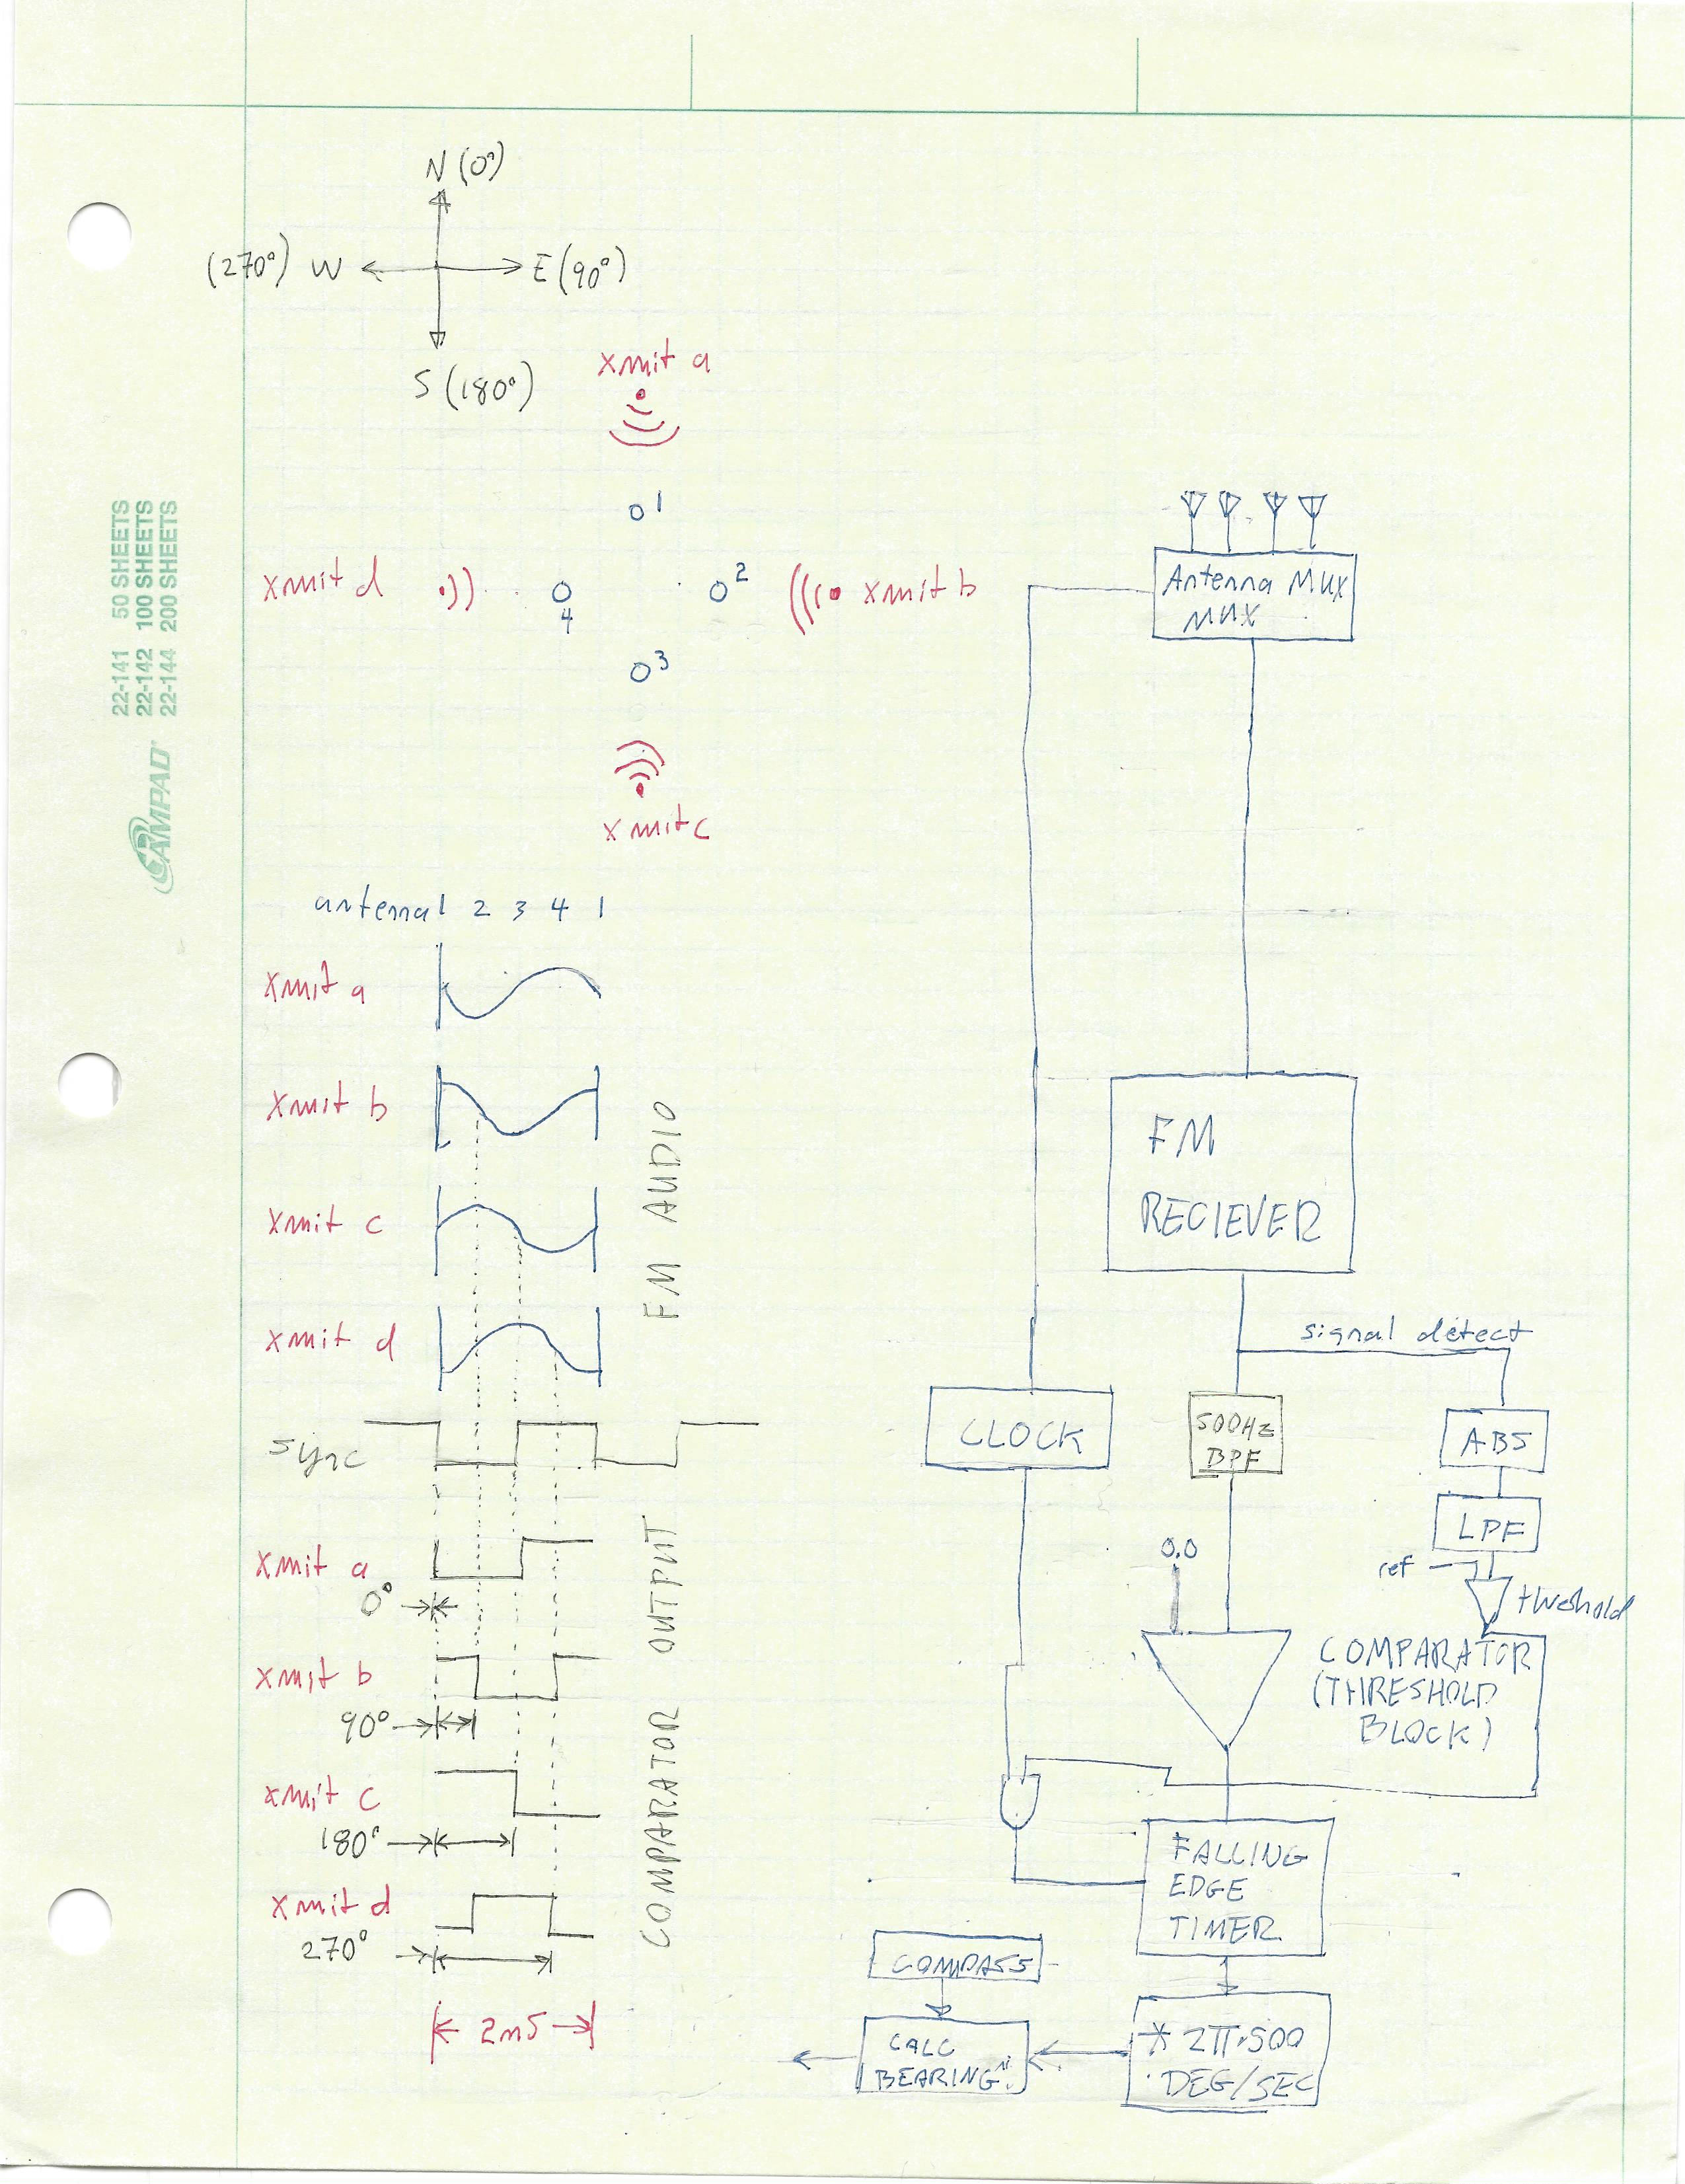 N (0°)
(270°) W
E (90°)
S (180°)
xmit a
1
xmit d
4
2
xmit b
3
xmit c
22-141 50 SHEETS
22-142 100 SHEETS
22-144 200 SHEETS
AMPAD
antenna 1 2 3 4 1
xmit a
xmit b
xmit c
xmit d
FM AUDIO
sync
xmit a
0°
xmit b
90°
xmit c
180°
xmit d
270°
2mS
COMPARATOR OUTPUT
Antenna MUX
MUX
FM
RECIEVER
signal detect
CLOCK
500HZ
BPF
ABS
LPF
ref
threshold
0.0
COMPARATOR
(THRESHOLD
BLOCK)
FALLING
EDGE
TIMER
COMPASS
* 2π·500
DEG/SEC
CALC
BEARING